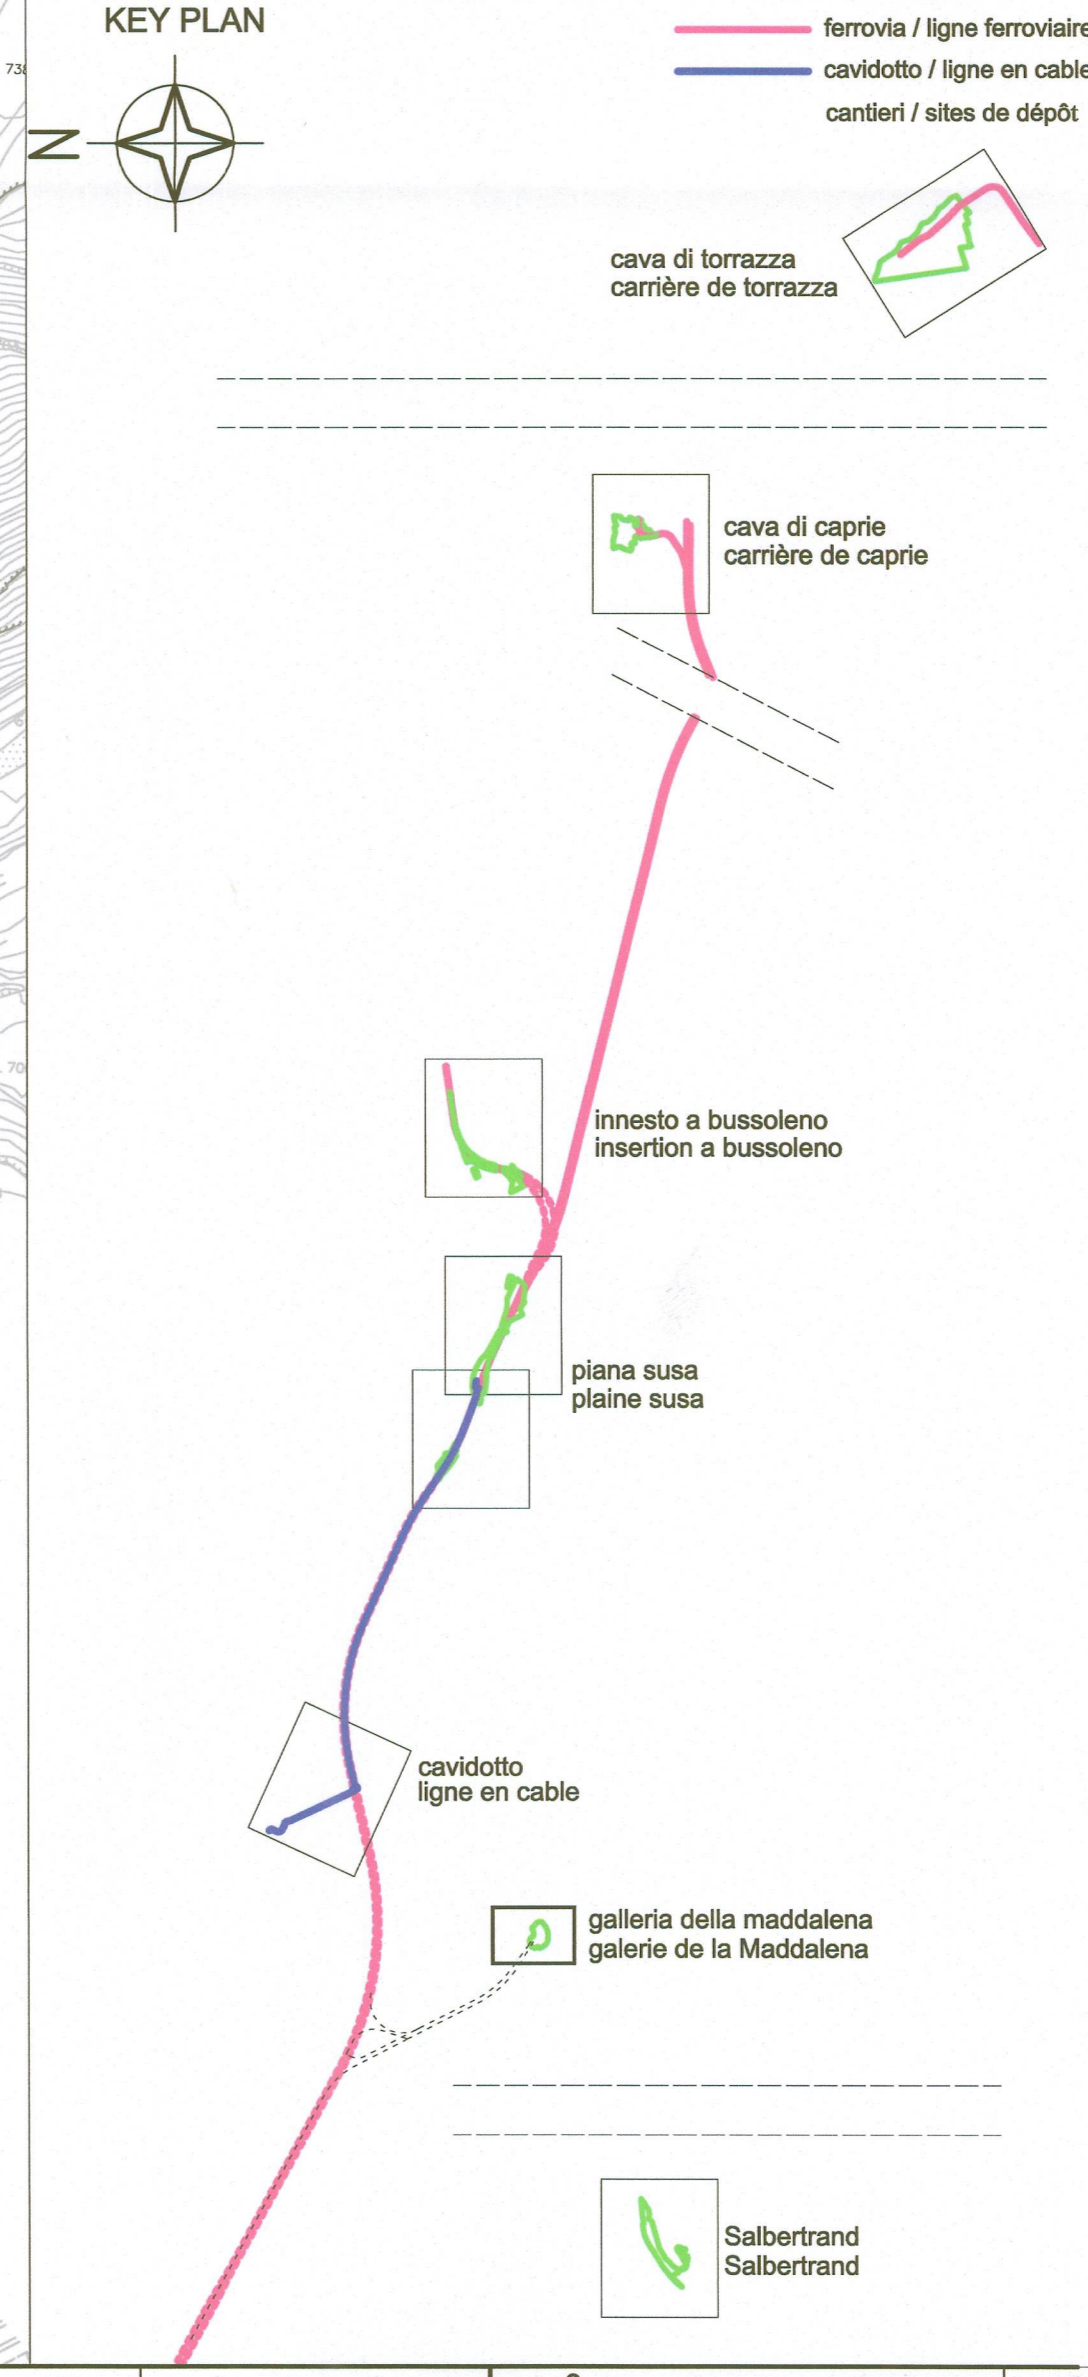 KEY PLAN
N
ferrovia / ligne ferroviaire
cavidotto / ligne en cable
cantieri / sites de dépôt
cava di torrazza
carrière de torrazza
cava di caprie
carrière de caprie
innesto a bussoleno
insertion a bussoleno
piana susa
plaine susa
cavidotto
ligne en cable
galleria della maddalena
galerie de la Maddalena
Salbertrand
Salbertrand